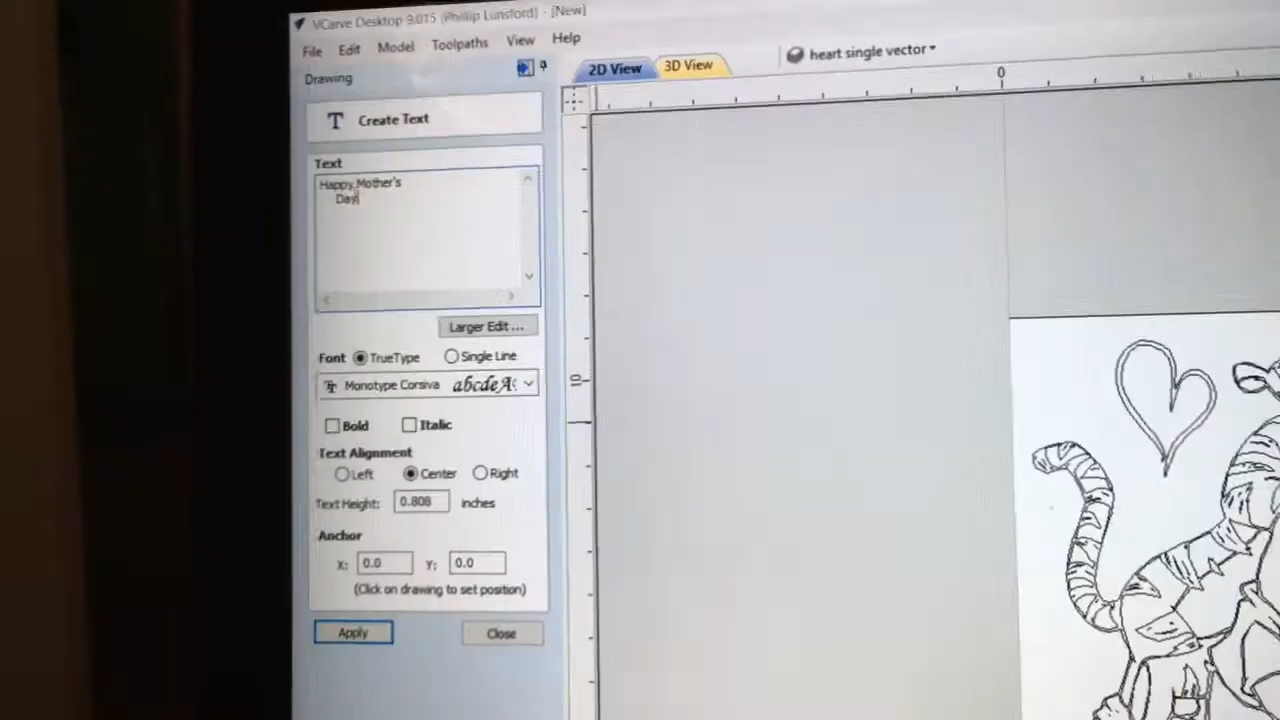 VCarve Desktop 9.015 (Phillip Lunsford) - [New]
File Edit Model Toolpaths View Help
Drawing
2D View 3D View heart single vector
0
T Create Text
Text
Happy Mother's
Day
Larger Edit ...
Font TrueType Single Line
Monotype Corsiva abcdeA
Bold Italic
Text Alignment
Left Center Right
Text Height: 0.808 inches
Anchor
X: 0.0 Y: 0.0
(Click on drawing to set position)
Apply Close
10